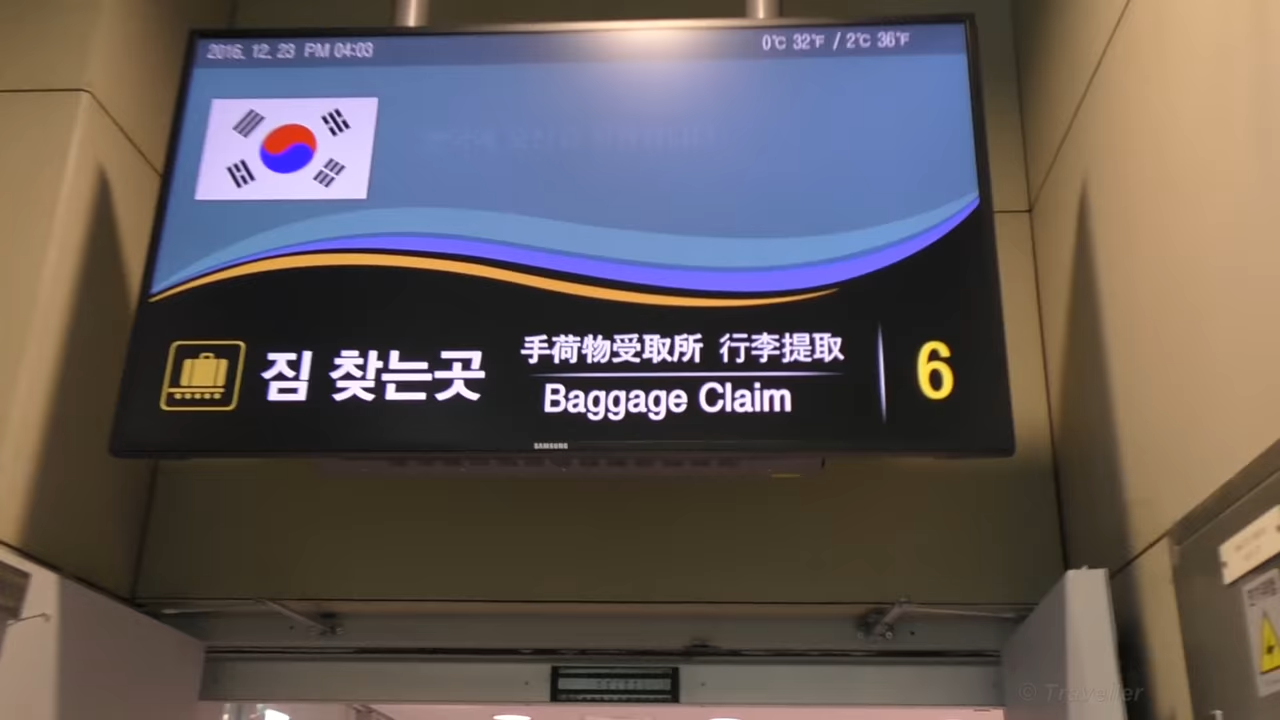 2016. 12. 23 PM 04:03
0℃ 32℉ / 2℃ 36℉
짐 찾는곳
手荷物受取所 行李提取
Baggage Claim
6
SAMSUNG
© Traveller